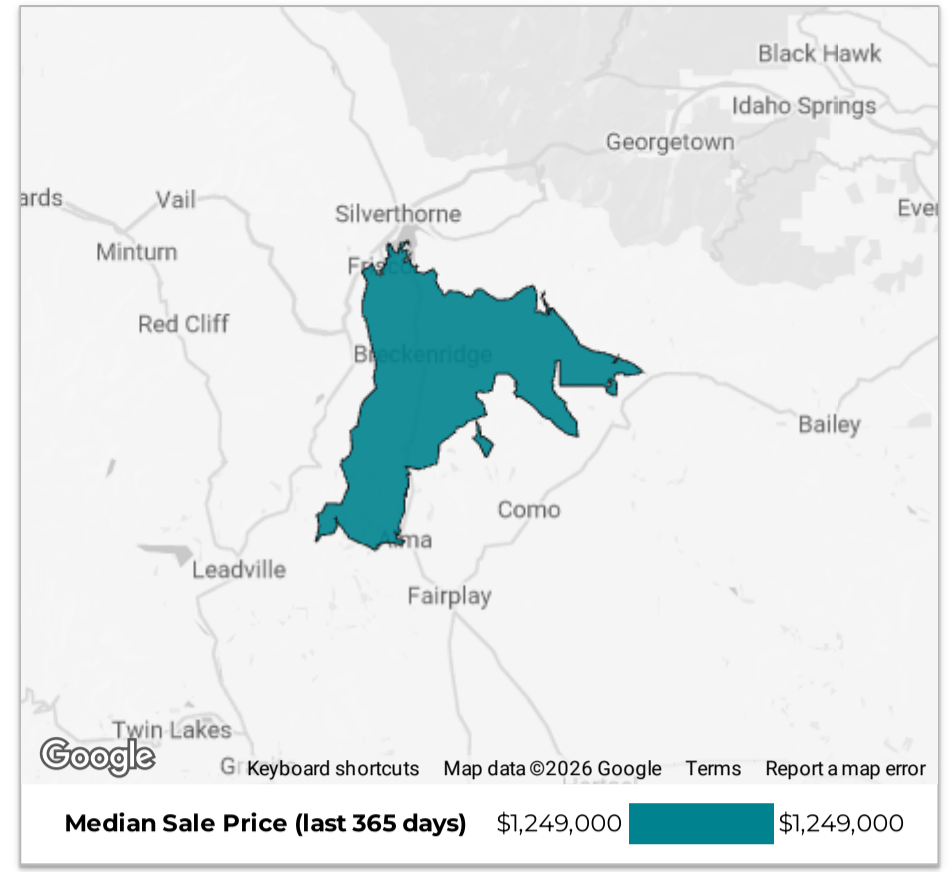 Black Hawk
Idaho Springs
Georgetown
ards
Vail
Silverthorne
Ever
Minturn
Frisco
Red Cliff
Breckenridge
Bailey
Como
Alma
Leadville
Fairplay
Twin Lakes
Google
Keyboard shortcuts Map data ©2026 Google Terms Report a map error
Median Sale Price (last 365 days) $1,249,000 $1,249,000